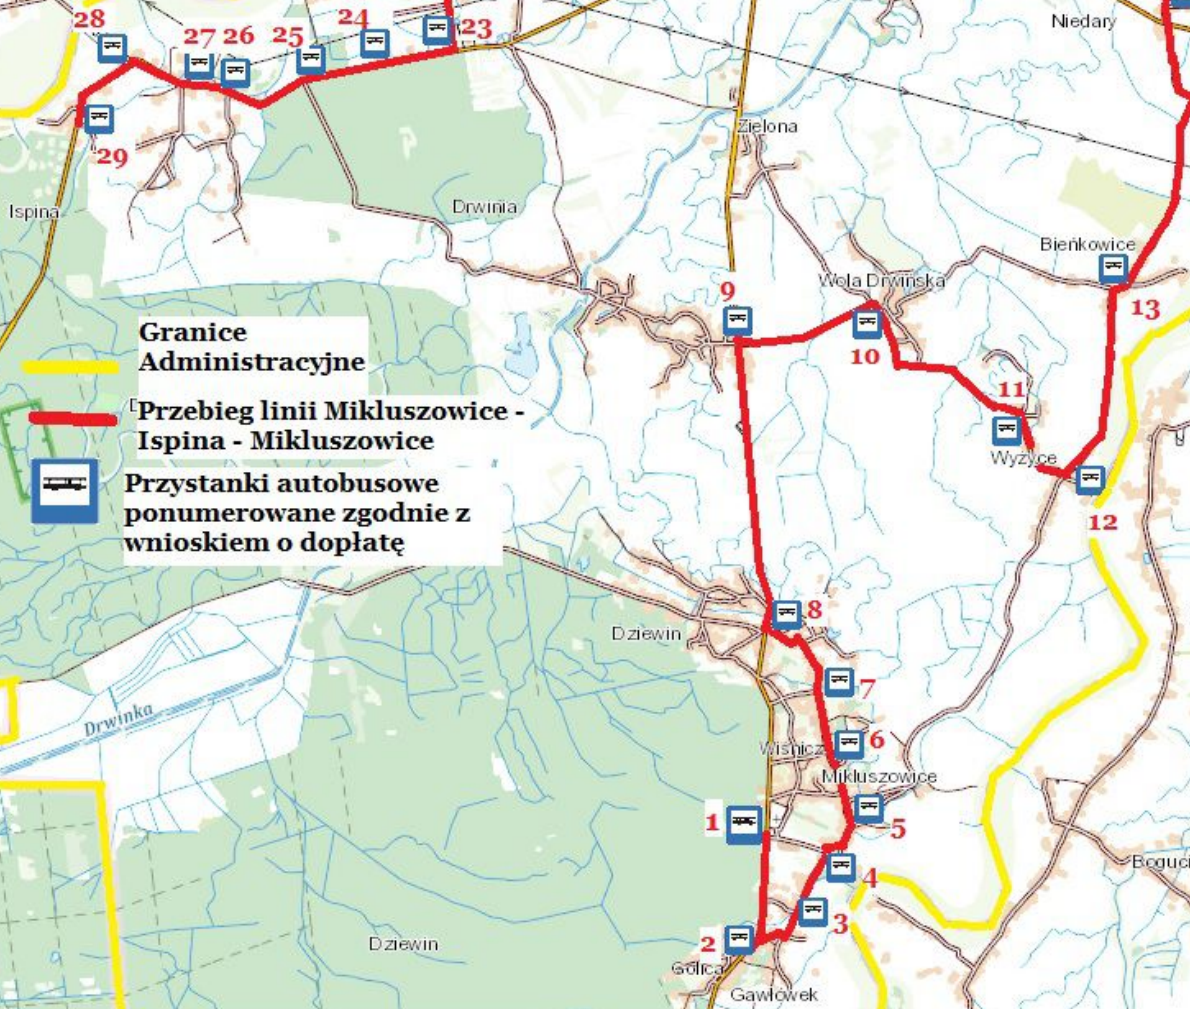 28
24
23
27 26 25
Niedary
29
Zielona
Ispina
Drwinia
Bieńkowice
9
Wola Drwińska
13
10
11
Granice
Administracyjne
Przebieg linii Mikluszowice -
Ispina - Mikluszowice
Przystanki autobusowe
ponumerowane zgodnie z
wnioskiem o dopłatę
Wyżyce
12
8
Dziewin
7
Drwinka
6
Mikluszowice
1
5
4
3
2
Dziewin
Gawłówek